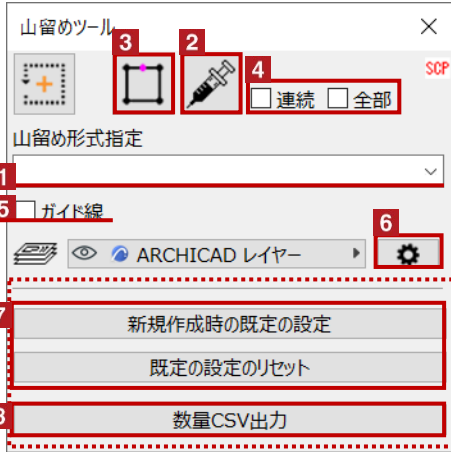 山留めツール
3
2
4
SCP
連続 全部
山留め形式指定
1
5 ガイド線
6
ARCHICAD レイヤー
7
新規作成時の既定の設定
既定の設定のリセット
8 数量CSV出力